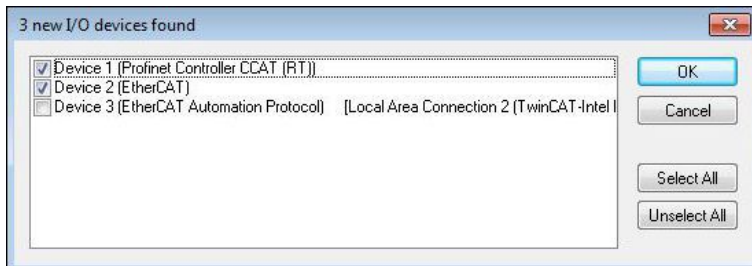 3 new I/O devices found
Device 1 (Profinet Controller CCAT (RT))
Device 2 (EtherCAT)
Device 3 (EtherCAT Automation Protocol) [Local Area Connection 2 (TwinCAT-Intel
OK
Cancel
Select All
Unselect All